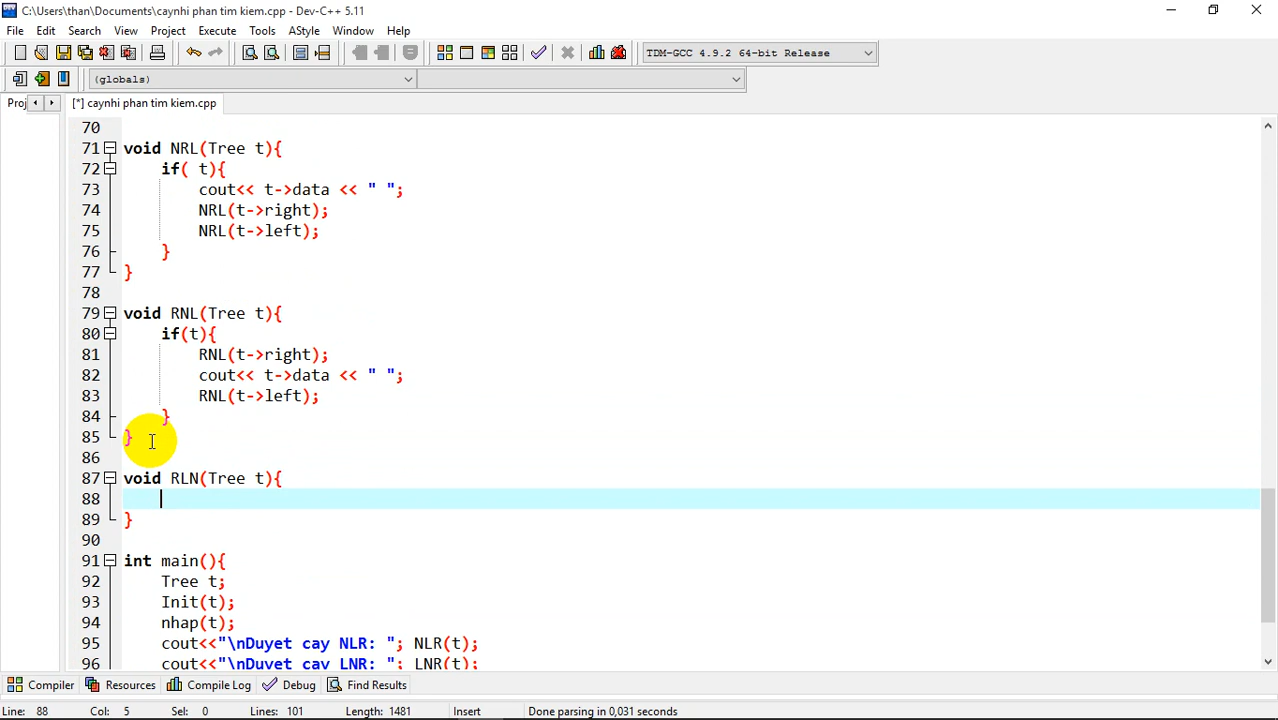 C:\Users\than\Documents\caynhi phan tim kiem.cpp - Dev-C++ 5.11
File Edit Search View Project Execute Tools AStyle Window Help
TDM-GCC 4.9.2 64-bit Release
(globals)
Proj [*] caynhi phan tim kiem.cpp
70
71 void NRL(Tree t){
72 if( t){
73 cout<< t->data << " ";
74 NRL(t->right);
75 NRL(t->left);
76 }
77 }
78
79 void RNL(Tree t){
80 if(t){
81 RNL(t->right);
82 cout<< t->data << " ";
83 RNL(t->left);
84 }
85 }
86
87 void RLN(Tree t){
88
89 }
90
91 int main(){
92 Tree t;
93 Init(t);
94 nhap(t);
95 cout<<"\nDuyet cay NLR: "; NLR(t);
96 cout<<"\nDuyet cay LNR: "; LNR(t);
Compiler Resources Compile Log Debug Find Results
Line: 88 Col: 5 Sel: 0 Lines: 101 Length: 1481 Insert Done parsing in 0,031 seconds